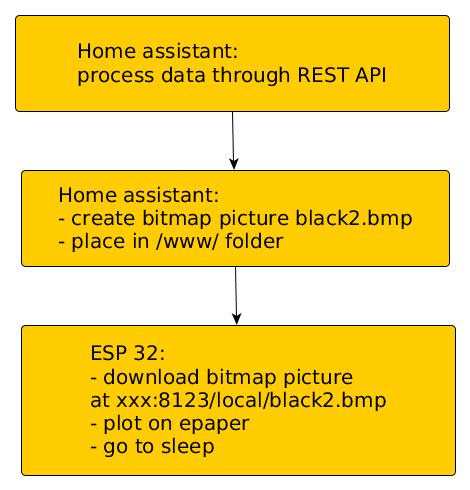 Home assistant:
process data through REST API
Home assistant:
- create bitmap picture black2.bmp
- place in /www/ folder
ESP 32:
- download bitmap picture
at xxx:8123/local/black2.bmp
- plot on epaper
- go to sleep